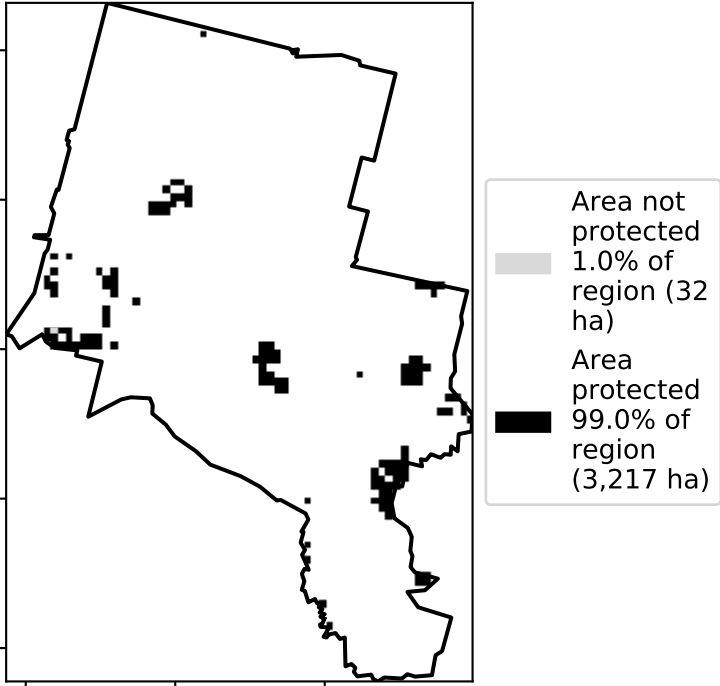 Area not
protected
1.0% of
region (32
ha)
Area
protected
99.0% of
region
(3,217 ha)